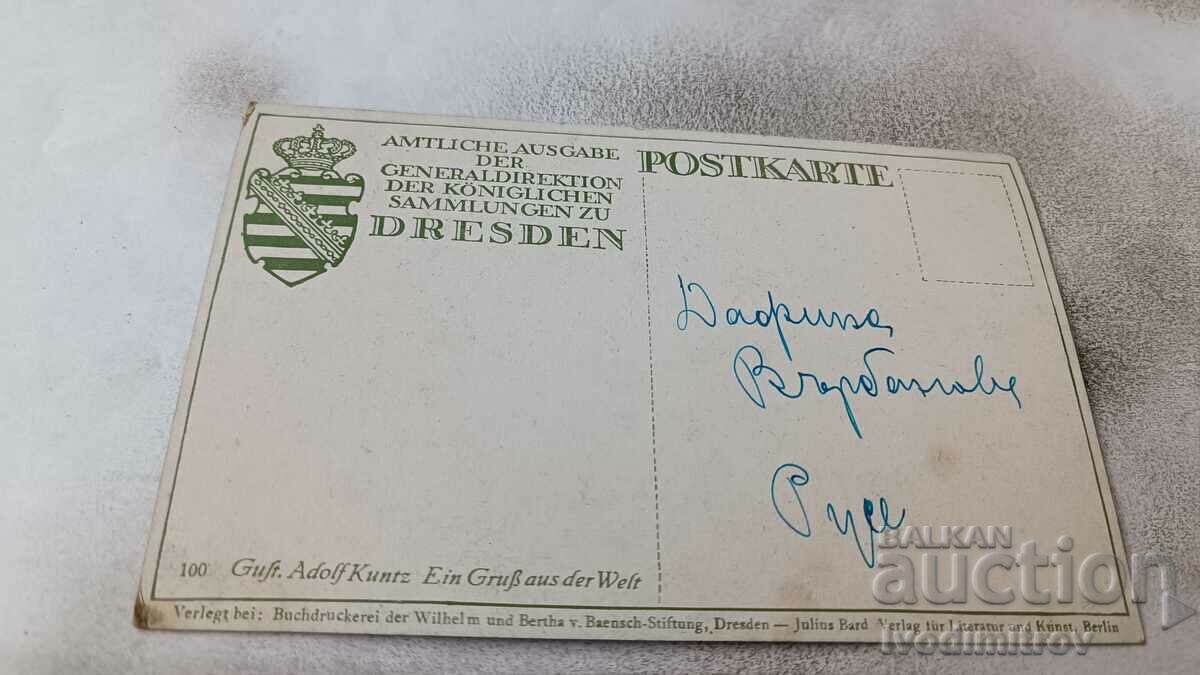 AMTLICHE AUSGABE
DER
GENERALDIREKTION
DER KÖNIGLICHEN
SAMMLUNGEN ZU
DRESDEN
POSTKARTE
Дафинка
Върбанова
Русе
100 Gust. Adolf Kuntz Ein Gruß aus der Welt
Verlegt bei: Buchdruckerei der Wilhelm und Bertha v. Baensch-Stiftung, Dresden — Julius Bard Verlag für Literatur und Kunst, Berlin
BALKAN
auction
ivodimitrov